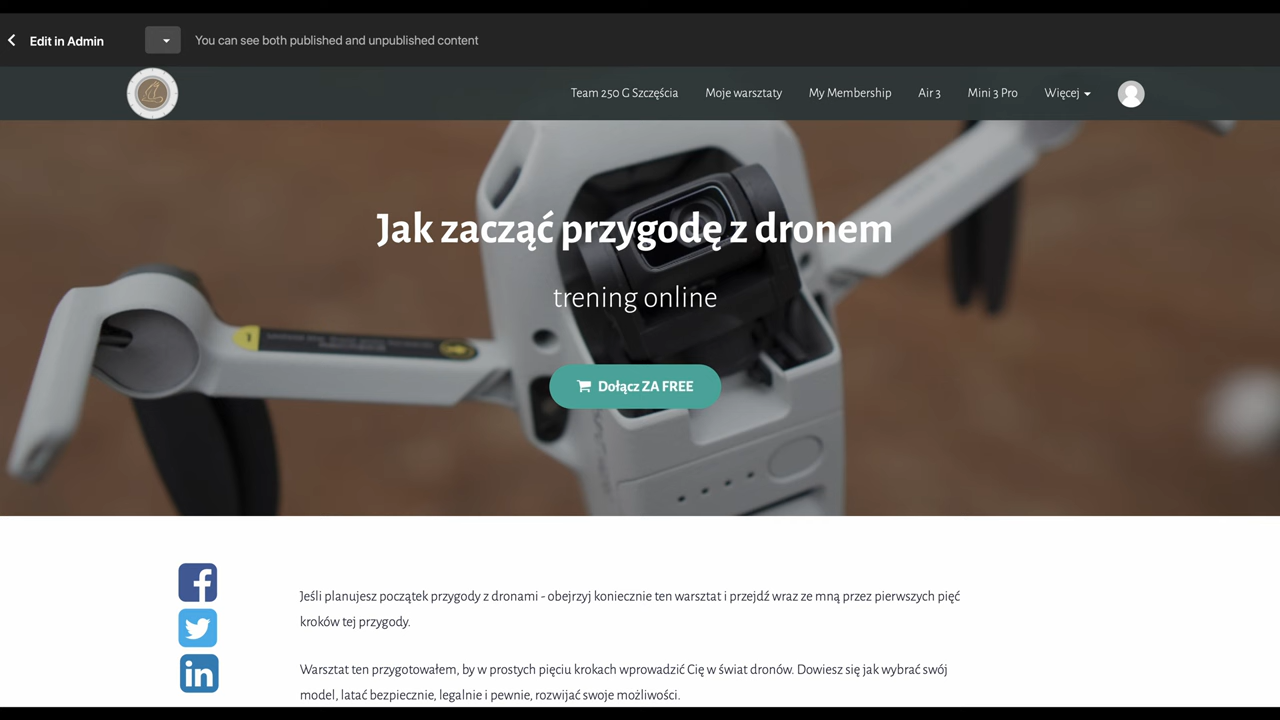 Edit in Admin
You can see both published and unpublished content
Team 250 G Szczęścia
Moje warsztaty
My Membership
Air 3
Mini 3 Pro
Więcej
Jak zacząć przygodę z dronem
trening online
Dołącz ZA FREE
Jeśli planujesz początek przygody z dronami - obejrzyj koniecznie ten warsztat i przejdź wraz ze mną przez pierwszych pięć
kroków tej przygody.
Warsztat ten przygotowałem, by w prostych pięciu krokach wprowadzić Cię w świat dronów. Dowiesz się jak wybrać swój
model, latać bezpiecznie, legalnie i pewnie, rozwijać swoje możliwości.